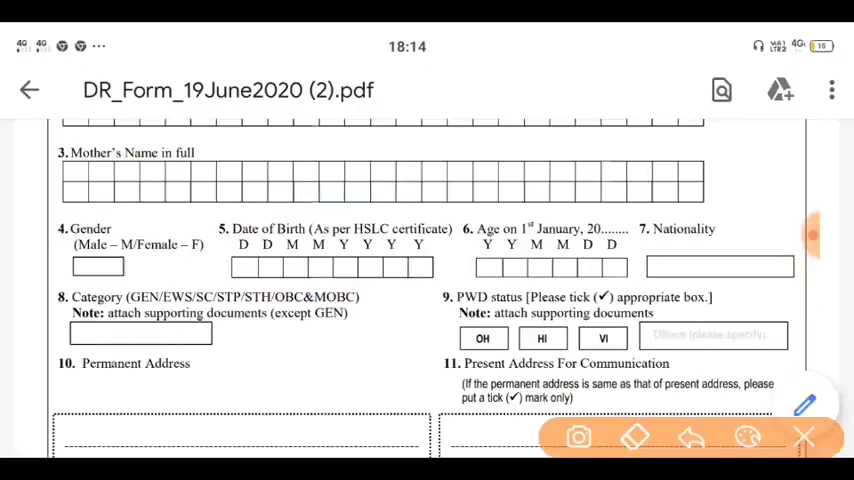 18:14
DR_Form_19June2020 (2).pdf
3. Mother's Name in full
4. Gender
(Male – M/Female – F)
5. Date of Birth (As per HSLC certificate)
D D M M Y Y Y Y
6. Age on 1st January, 20........
Y Y M M D D
7. Nationality
8. Category (GEN/EWS/SC/STP/STH/OBC&MOBC)
Note: attach supporting documents (except GEN)
9. PWD status [Please tick (✓) appropriate box.]
Note: attach supporting documents
OH HI VI Others (please specify)
10. Permanent Address
11. Present Address For Communication
(If the permanent address is same as that of present address, please
put a tick (✓) mark only)